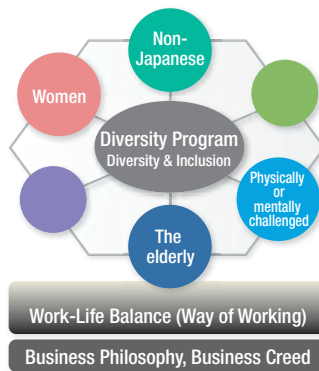 Non-
Japanese
Women
Diversity Program
Diversity & Inclusion
Physically
or
mentally
challenged
The
elderly
Work-Life Balance (Way of Working)
Business Philosophy, Business Creed